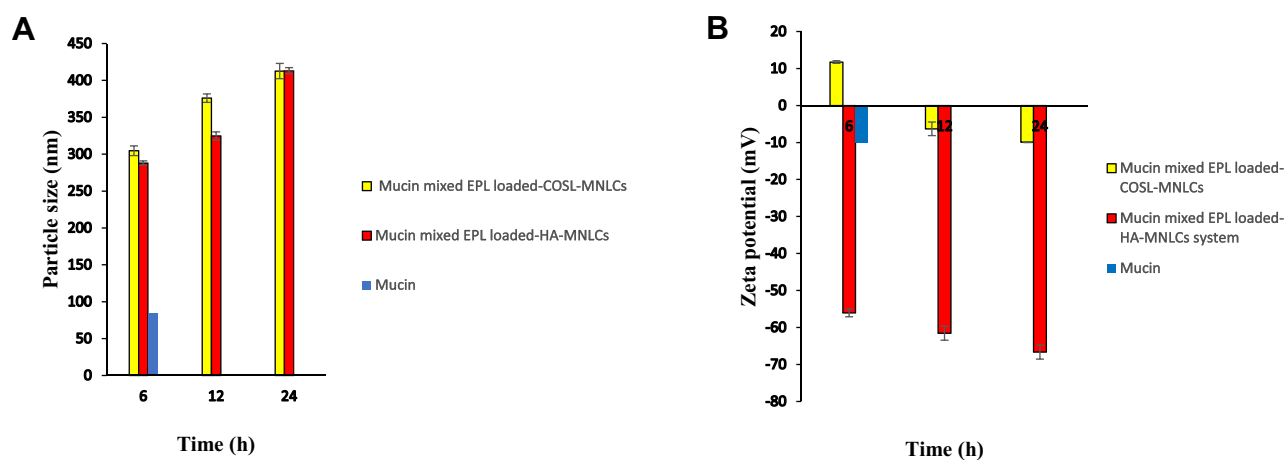 A
450
400
350
300
250
200
150
100
50
0
Particle size (nm)
6 12 24
Time (h)
Mucin mixed EPL loaded-COSL-MNLCs
Mucin mixed EPL loaded-HA-MNLCs
Mucin
B
20
10
0
-10
-20
-30
-40
-50
-60
-70
-80
Zeta potential (mV)
6 12 24
Time (h)
Mucin mixed EPL loaded-
COSL-MNLCs
Mucin mixed EPL loaded-
HA-MNLCs system
Mucin